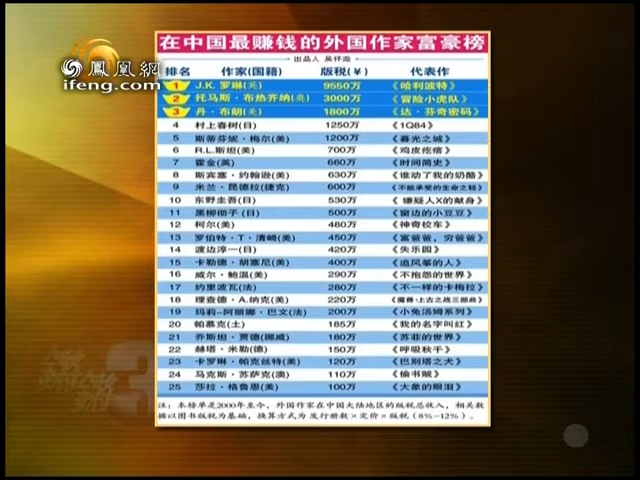 在中国最赚钱的外国作家富豪榜
出品人 吴怀尧
鳳凰網
ifeng.com
排名 作家(国籍) 版税(￥) 代表作
1 J.K. 罗琳(英) 9550万 《哈利波特》
2 托马斯·布热齐纳(奥) 3000万 《冒险小虎队》
3 丹·布朗(美) 1800万 《达·芬奇密码》
4 村上春树(日) 1250万 《1Q84》
5 斯蒂芬妮·梅尔(美) 1200万 《暮光之城》
6 R.L.斯坦(美) 700万 《鸡皮疙瘩》
7 霍金(英) 660万 《时间简史》
8 斯宾塞·约翰逊(美) 630万 《谁动了我的奶酪》
9 米兰·昆德拉(捷克) 600万 《不能承受的生命之轻》
10 东野圭吾(日) 530万 《 嫌疑人X的献身》
11 黑柳彻子 (日) 500万 《窗边的小豆豆》
12 柯尔(美) 480万 《神奇校车》
13 罗伯特·T·清崎(美) 450万 《富爸爸，穷爸爸》
14 渡边淳一(日) 420万 《失乐园》
15 卡勒德·胡塞尼(美) 400万 《追风筝的人》
16 威尔·鲍温(美) 290万 《不抱怨的世界》
17 约里波瓦(法) 280万 《不一样的卡梅拉》
18 理查德·A.纳克(美) 220万 《魔兽·上古之战三部曲》
19 玛莉-阿丽娜·巴文(法) 200万 《小兔汤姆系列》
20 帕慕克(土) 185万 《我的名字叫红》
21 乔斯坦·贾德(挪威) 180万 《苏菲的世界》
22 赫塔·米勒(德) 150万 《呼吸秋千》
23 卡罗琳·帕克丝特(美) 120万 《巴别塔之犬》
24 马克斯·苏萨克(澳) 110万 《偷书贼》
25 莎拉·格鲁恩(美) 100万 《大象的眼泪》
注：本榜单是2000年至今，外国作家在中国大陆地区的版税总收入，相关数
据以图书版税为基础，换算方式为 发行册数×定价×版税（8%-12%）。